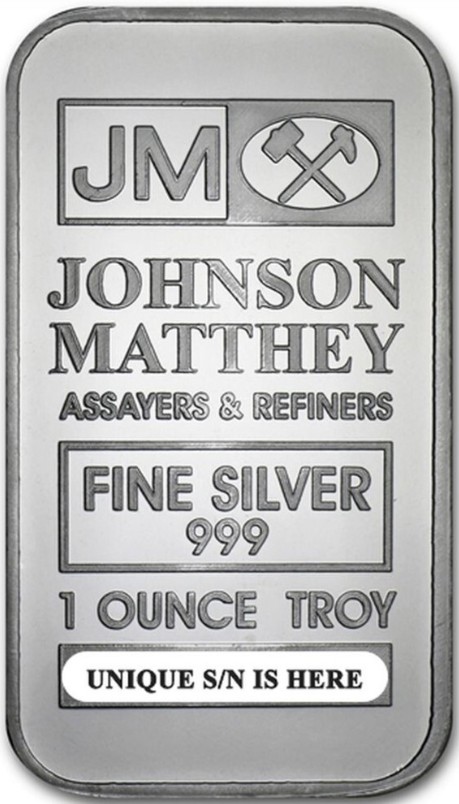 JM
JOHNSON
MATTHEY
ASSAYERS & REFINERS
FINE SILVER
999
1 OUNCE TROY
UNIQUE S/N IS HERE